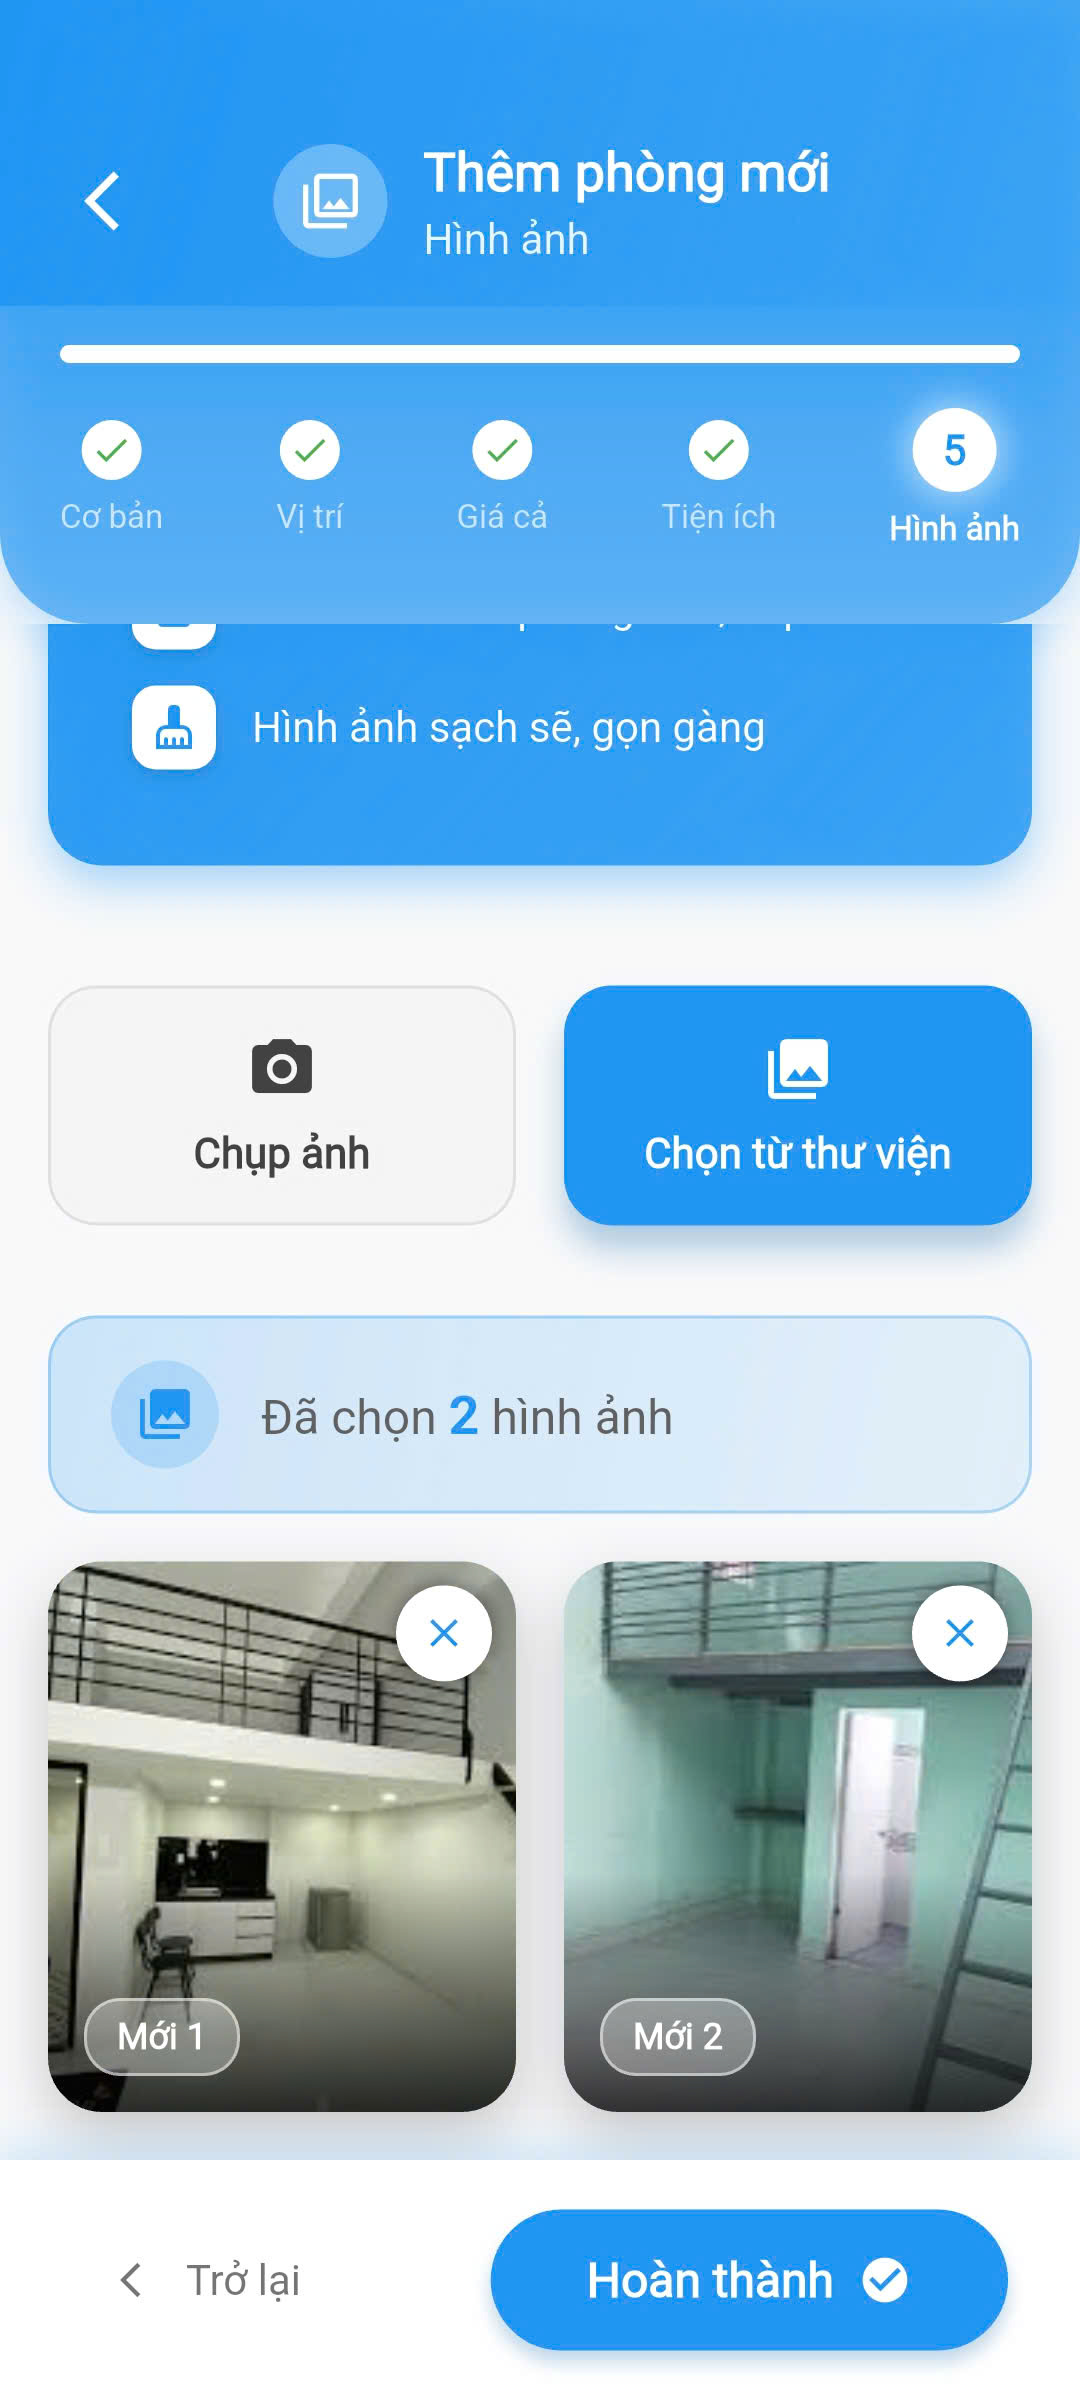 Thêm phòng mới
Hình ảnh
5
Cơ bản
Vị trí
Giá cả
Tiện ích
Hình ảnh
Hình ảnh sạch sẽ, gọn gàng
Chụp ảnh
Chọn từ thư viện
Đã chọn 2 hình ảnh
Mới 1
Mới 2
Trở lại
Hoàn thành